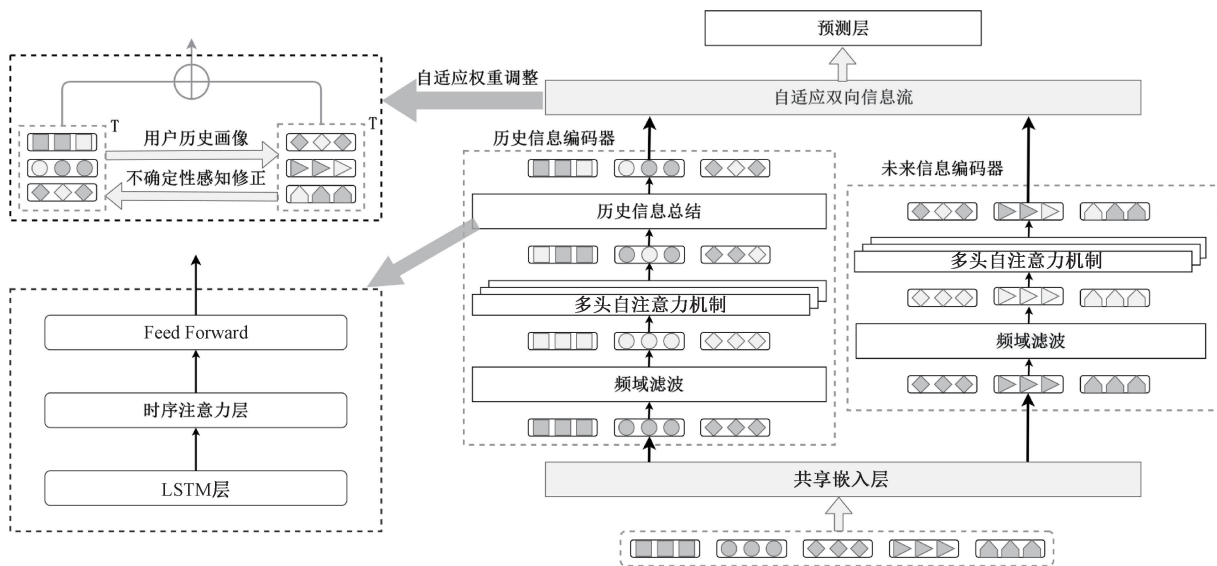 预测层
自适应双向信息流
自适应权重调整
T
T
用户历史画像
不确定性感知修正
历史信息编码器
历史信息总结
多头自注意力机制
频域滤波
未来信息编码器
多头自注意力机制
频域滤波
Feed Forward
时序注意力层
LSTM层
共享嵌入层